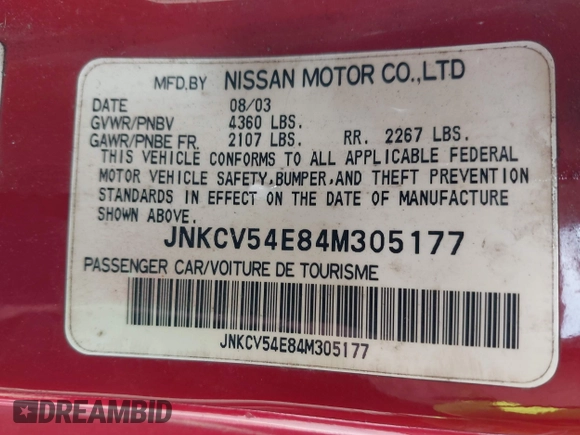 MFD.BY NISSAN MOTOR CO.,LTD
DATE 08/03
GVWR/PNBV 4360 LBS.
GAWR/PNBE FR. 2107 LBS. RR. 2267 LBS.
THIS VEHICLE CONFORMS TO ALL APPLICABLE FEDERAL
MOTOR VEHICLE SAFETY,BUMPER,AND THEFT PREVENTION
STANDARDS IN EFFECT ON THE DATE OF MANUFACTURE
SHOWN ABOVE.
JNKCV54E84M305177
PASSENGER CAR/VOITURE DE TOURISME
JNKCV54E84M305177
DREAMBID